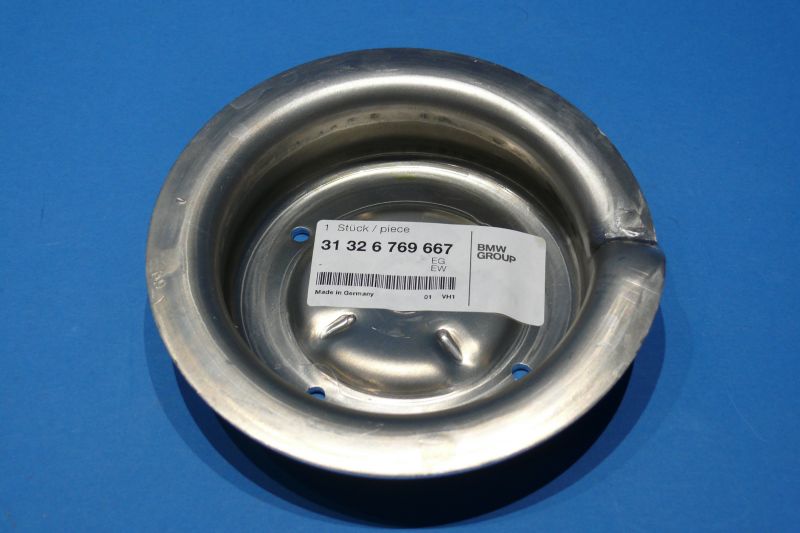 1 Stück / piece
31 32 6 769 667
EG
EW
Made in Germany 01 VH1
BMW
GROUP